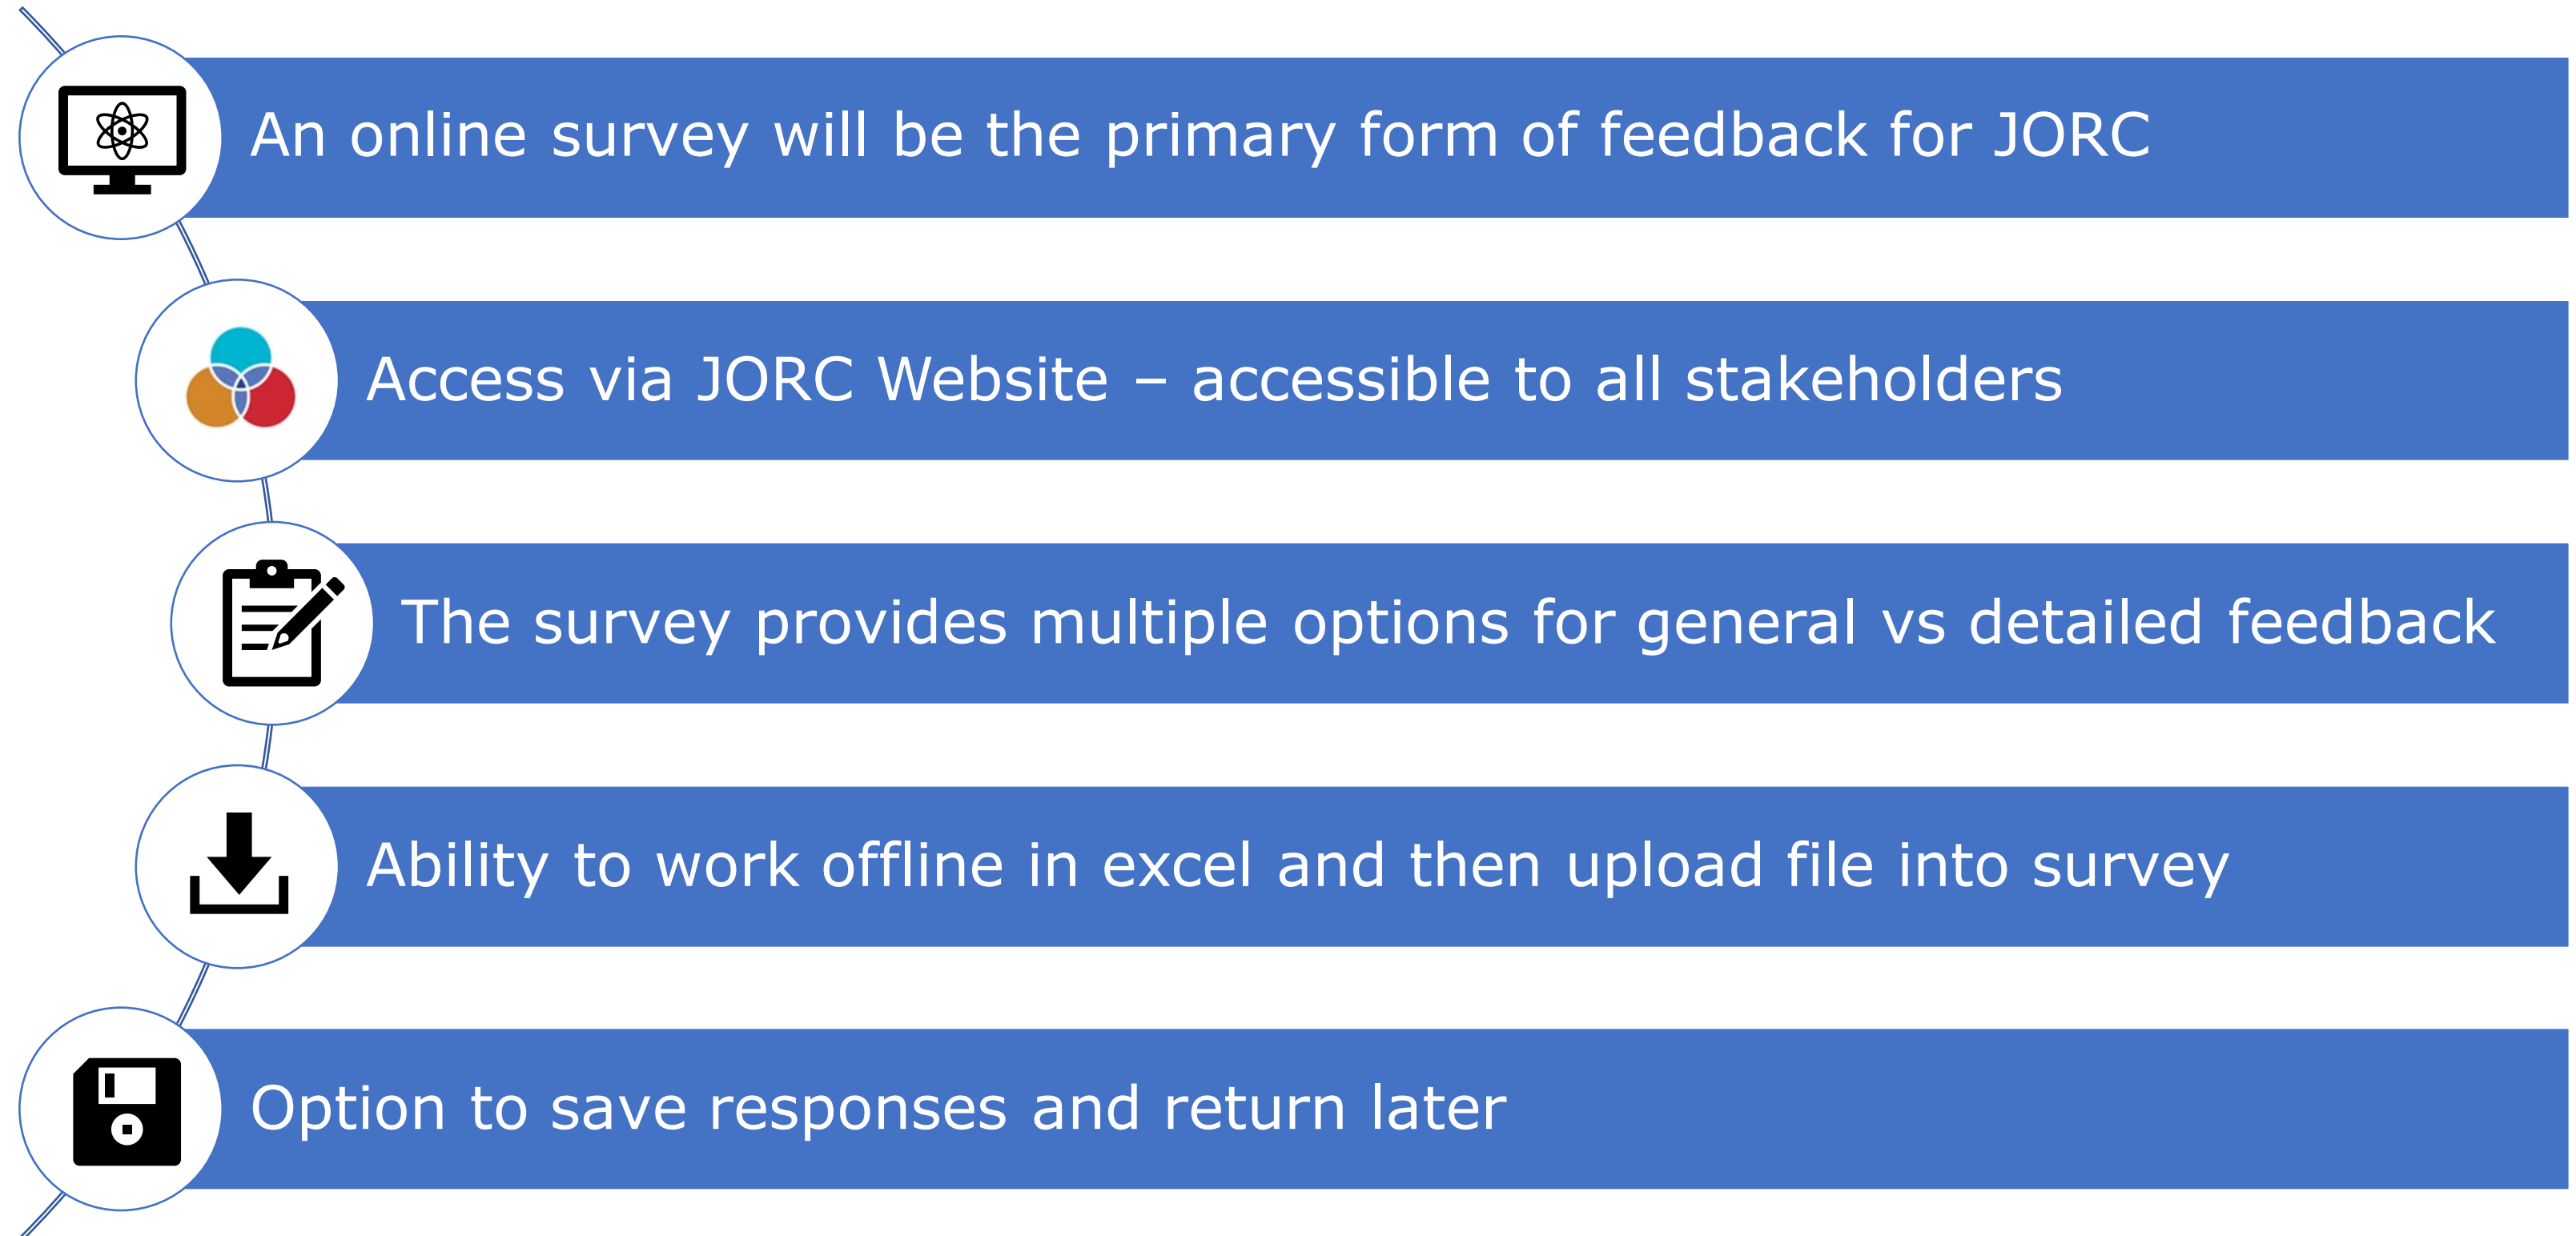 An online survey will be the primary form of feedback for JORC
Access via JORC Website – accessible to all stakeholders
The survey provides multiple options for general vs detailed feedback
Ability to work offline in excel and then upload file into survey
Option to save responses and return later